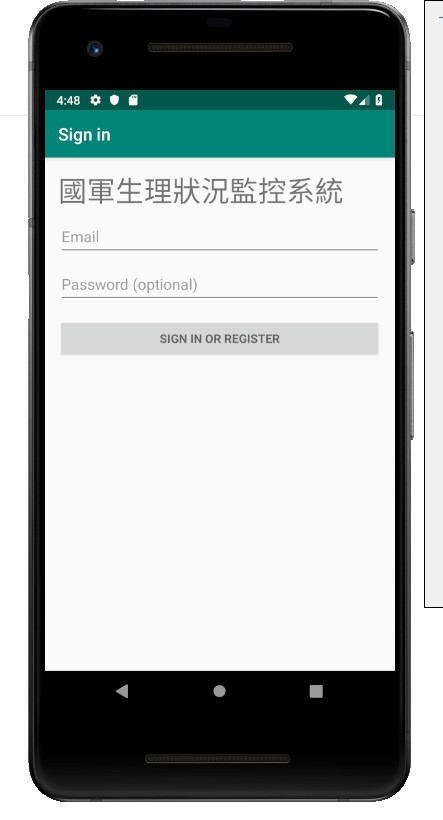 4:48
Sign in
國軍生理狀況監控系統
Email
Password (optional)
SIGN IN OR REGISTER